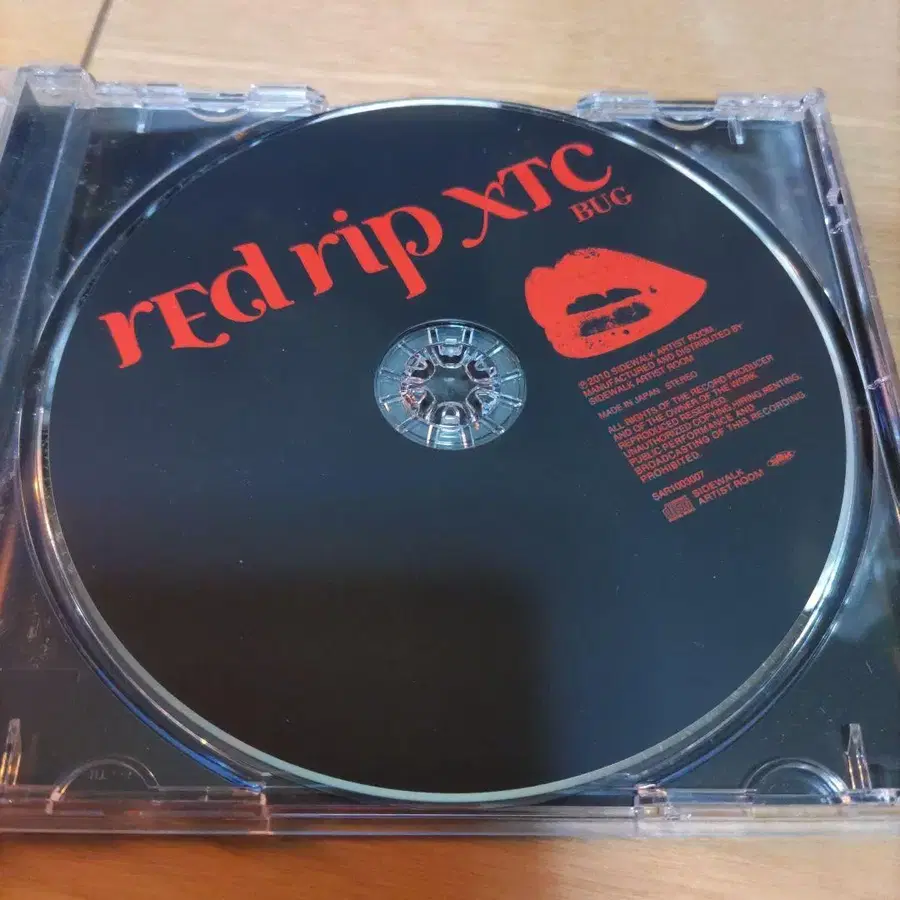 rEd rip XTC
BUG
℗2010 SIDEWALK ARTIST ROOM
MANUFACTURED AND DISTRIBUTED BY
SIDEWALK ARTIST ROOM
MADE IN JAPAN STEREO
ALL RIGHTS OF THE RECORD PRODUCER
AND OF THE OWNER OF THE WORK
REPRODUCED RESERVED.
UNAUTHORIZED COPYING, HIRING, RENTING,
PUBLIC PERFORMANCE AND
BROADCASTING OF THIS RECORDING
PROHIBITED.
SAR1003007
SIDEWALK
ARTIST ROOM